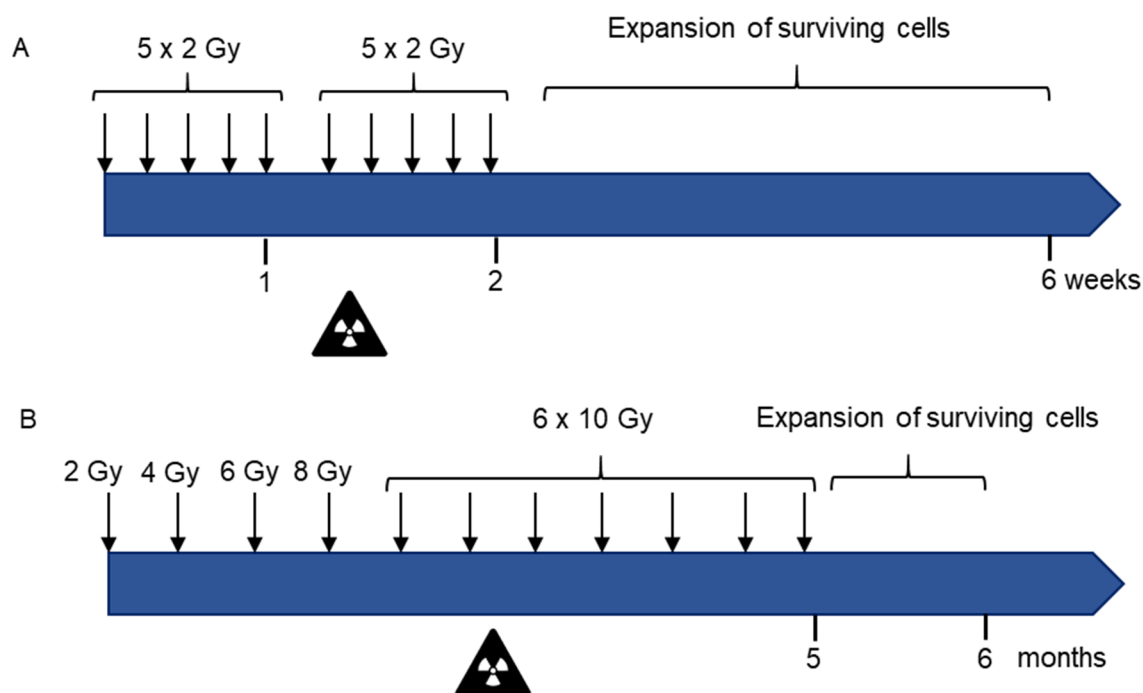 A
5 x 2 Gy
5 x 2 Gy
Expansion of surviving cells
1
2
6 weeks
B
2 Gy
4 Gy
6 Gy
8 Gy
6 x 10 Gy
Expansion of surviving cells
5
6 months